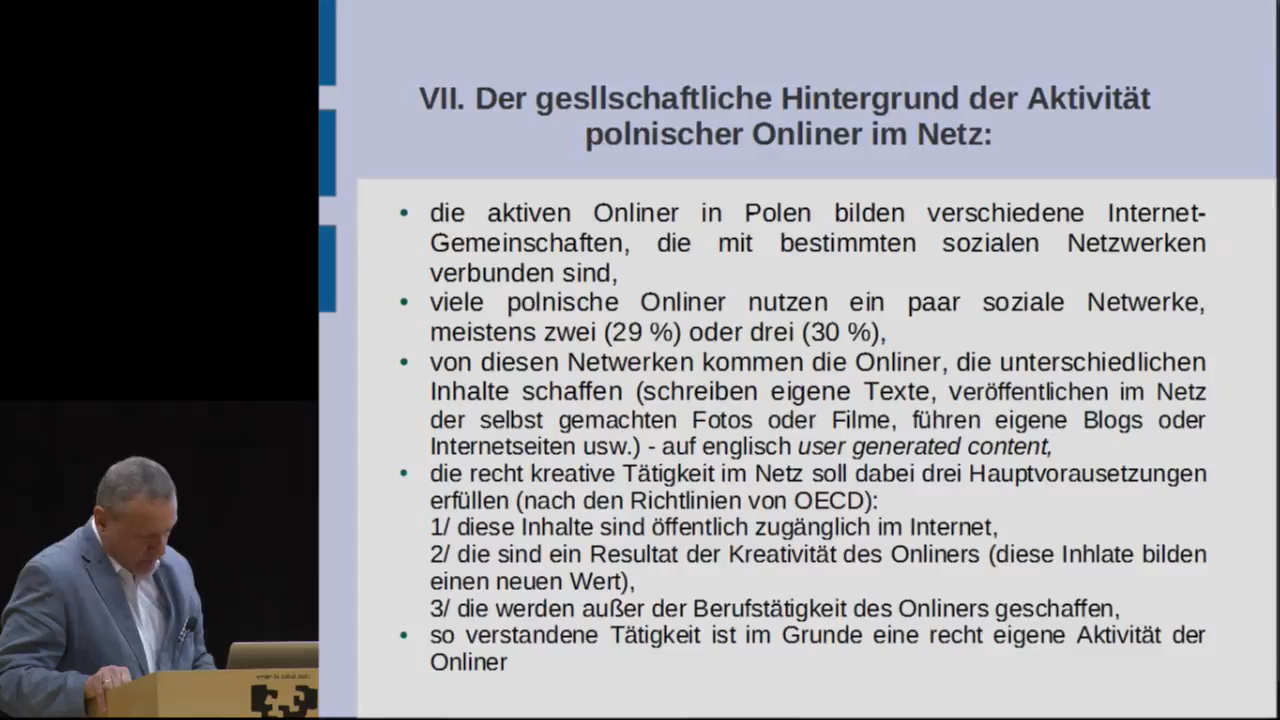 VII. Der gesllschaftliche Hintergrund der Aktivität
polnischer Onliner im Netz:
• die aktiven Onliner in Polen bilden verschiedene Internet-
Gemeinschaften, die mit bestimmten sozialen Netzwerken
verbunden sind,
• viele polnische Onliner nutzen ein paar soziale Netwerke,
meistens zwei (29 %) oder drei (30 %),
• von diesen Netwerken kommen die Onliner, die unterschiedlichen
Inhalte schaffen (schreiben eigene Texte, veröffentlichen im Netz
der selbst gemachten Fotos oder Filme, führen eigene Blogs oder
Internetseiten usw.) - auf englisch user generated content,
• die recht kreative Tätigkeit im Netz soll dabei drei Hauptvorausetzungen
erfüllen (nach den Richtlinien von OECD):
1/ diese Inhalte sind öffentlich zugänglich im Internet,
2/ die sind ein Resultat der Kreativität des Onliners (diese Inhlate bilden
einen neuen Wert),
3/ die werden außer der Berufstätigkeit des Onliners geschaffen,
• so verstandene Tätigkeit ist im Grunde eine recht eigene Aktivität der
Onliner